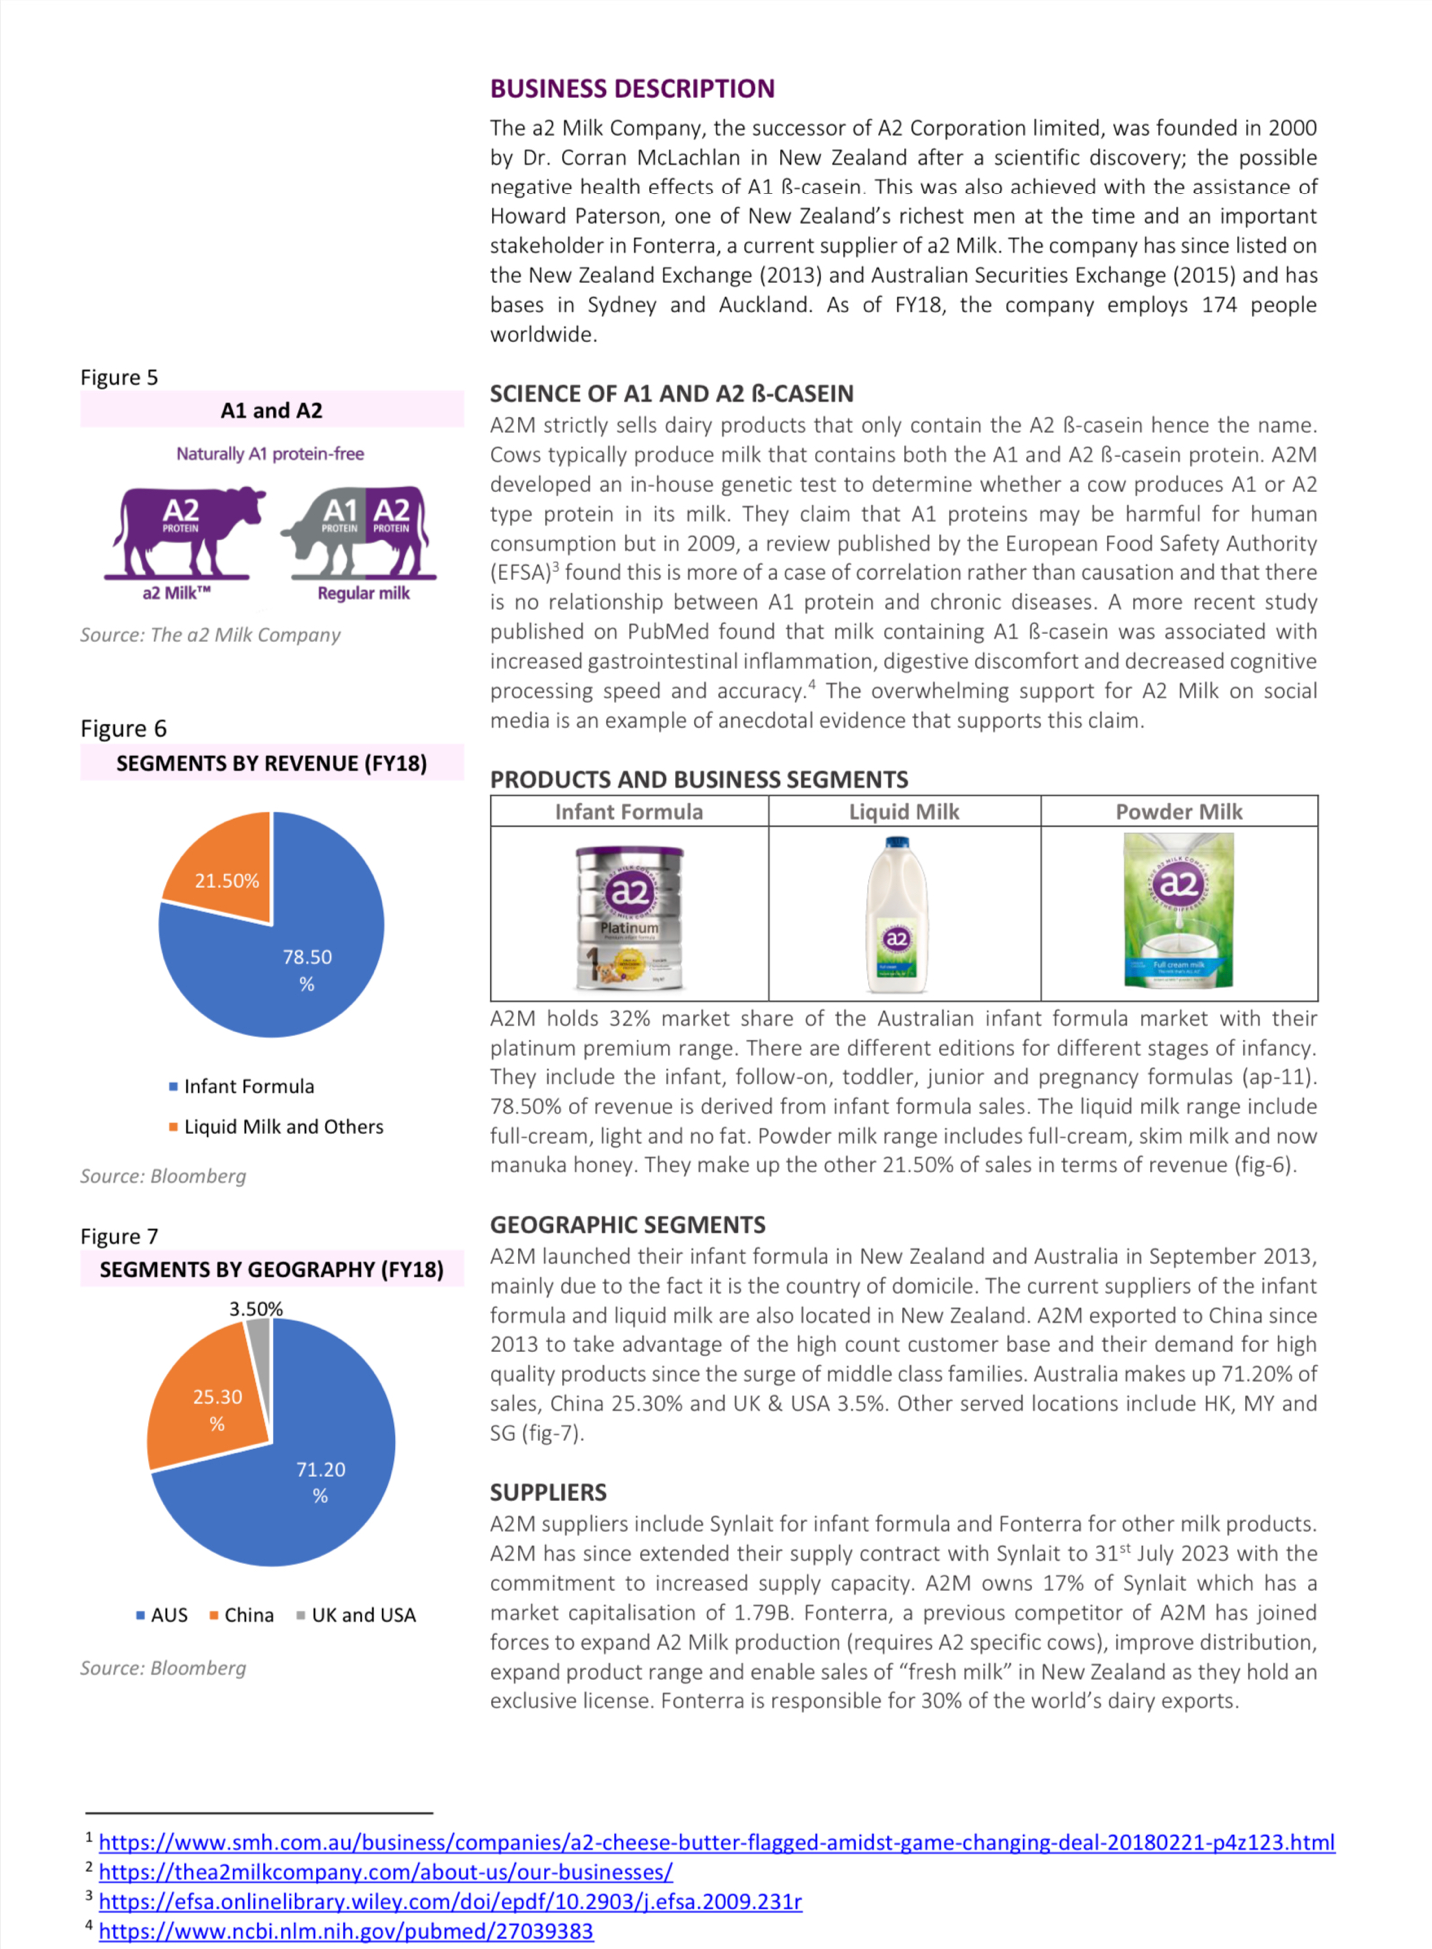 BUSINESS DESCRIPTION
The a2 Milk Company, the successor of A2 Corporation limited, was founded in 2000
by Dr. Corran McLachlan in New Zealand after a scientific discovery; the possible
negative health effects of A1 ß-casein. This was also achieved with the assistance of
Howard Paterson, one of New Zealand's richest men at the time and an important
stakeholder in Fonterra, a current supplier of a2 Milk. The company has since listed on
the New Zealand Exchange (2013) and Australian Securities Exchange (2015) and has
bases in Sydney and Auckland. As of FY18, the company employs 174 people
worldwide.
Figure 5
A1 and A2
Naturally A1 protein-free
A2
PROTEIN
A1 A2
PROTEIN PROTEIN
a2 Milk™
Regular milk
Source: The a2 Milk Company
SCIENCE OF A1 AND A2 ß-CASEIN
A2M strictly sells dairy products that only contain the A2 ß-casein hence the name.
Cows typically produce milk that contains both the A1 and A2 ß-casein protein. A2M
developed an in-house genetic test to determine whether a cow produces A1 or A2
type protein in its milk. They claim that A1 proteins may be harmful for human
consumption but in 2009, a review published by the European Food Safety Authority
(EFSA)³ found this is more of a case of correlation rather than causation and that there
is no relationship between A1 protein and chronic diseases. A more recent study
published on PubMed found that milk containing A1 ß-casein was associated with
increased gastrointestinal inflammation, digestive discomfort and decreased cognitive
processing speed and accuracy.⁴ The overwhelming support for A2 Milk on social
media is an example of anecdotal evidence that supports this claim.
Figure 6
SEGMENTS BY REVENUE (FY18)
21.50%
78.50
%
Infant Formula
Liquid Milk and Others
Source: Bloomberg
PRODUCTS AND BUSINESS SEGMENTS
Infant Formula
Liquid Milk
Powder Milk
a2
Platinum
1
a2
a2
Full cream milk
A2M holds 32% market share of the Australian infant formula market with their
platinum premium range. There are different editions for different stages of infancy.
They include the infant, follow-on, toddler, junior and pregnancy formulas (ap-11).
78.50% of revenue is derived from infant formula sales. The liquid milk range include
full-cream, light and no fat. Powder milk range includes full-cream, skim milk and now
manuka honey. They make up the other 21.50% of sales in terms of revenue (fig-6).
Figure 7
SEGMENTS BY GEOGRAPHY (FY18)
3.50%
25.30
%
71.20
%
AUS China UK and USA
Source: Bloomberg
GEOGRAPHIC SEGMENTS
A2M launched their infant formula in New Zealand and Australia in September 2013,
mainly due to the fact it is the country of domicile. The current suppliers of the infant
formula and liquid milk are also located in New Zealand. A2M exported to China since
2013 to take advantage of the high count customer base and their demand for high
quality products since the surge of middle class families. Australia makes up 71.20% of
sales, China 25.30% and UK & USA 3.5%. Other served locations include HK, MY and
SG (fig-7).
SUPPLIERS
A2M suppliers include Synlait for infant formula and Fonterra for other milk products.
A2M has since extended their supply contract with Synlait to 31st July 2023 with the
commitment to increased supply capacity. A2M owns 17% of Synlait which has a
market capitalisation of 1.79B. Fonterra, a previous competitor of A2M has joined
forces to expand A2 Milk production (requires A2 specific cows), improve distribution,
expand product range and enable sales of “fresh milk” in New Zealand as they hold an
exclusive license. Fonterra is responsible for 30% of the world’s dairy exports.
¹ https://www.smh.com.au/business/companies/a2-cheese-butter-flagged-amidst-game-changing-deal-20180221-p4z123.html
² https://thea2milkcompany.com/about-us/our-businesses/
³ https://efsa.onlinelibrary.wiley.com/doi/epdf/10.2903/j.efsa.2009.231r
⁴ https://www.ncbi.nlm.nih.gov/pubmed/27039383